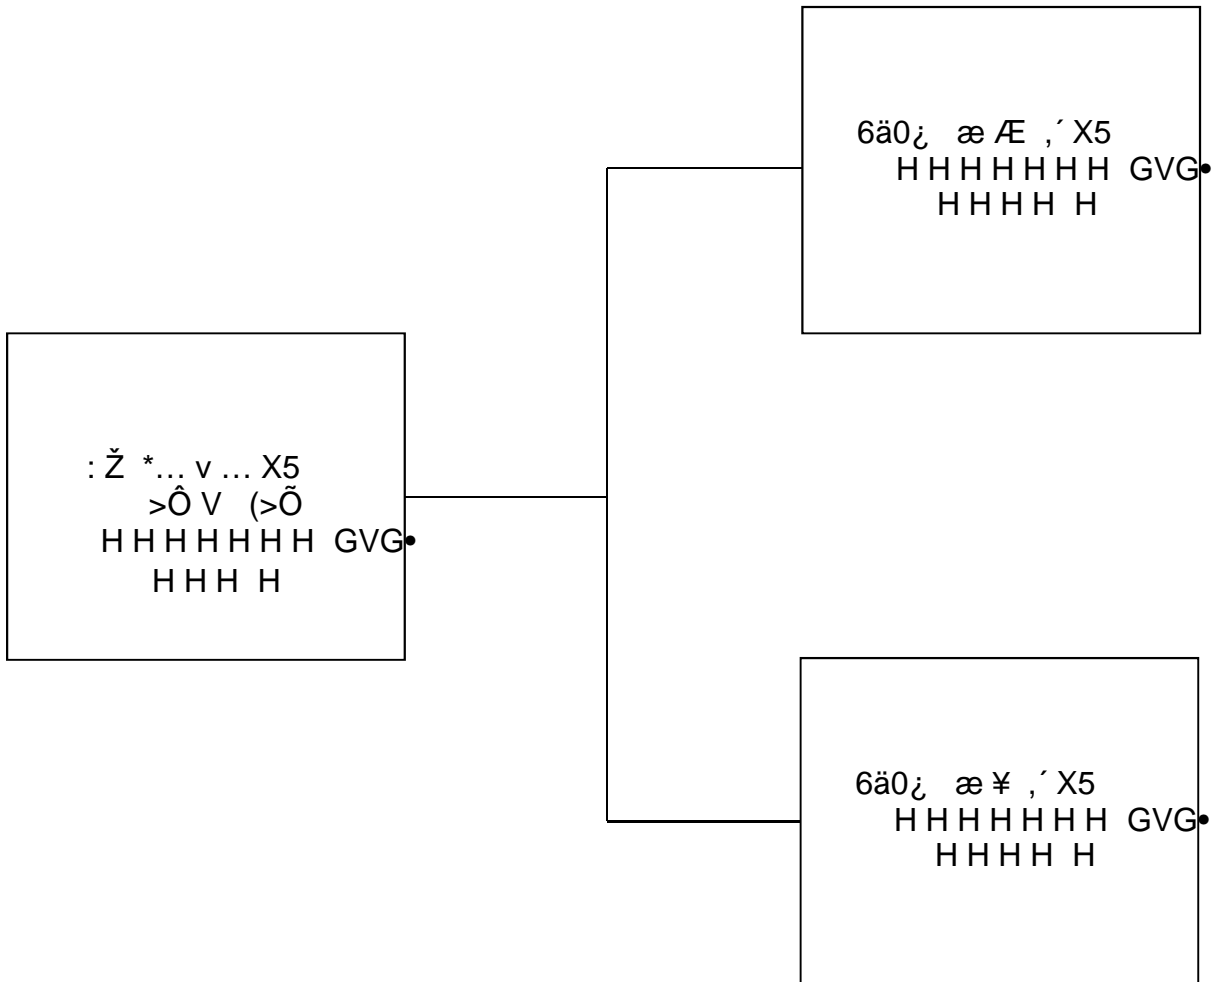 : Ž *… v … X5
>Ô V (>Õ
H H H H H H H GVG•
H H H H
6ä0¿ æ Æ ,´ X5
H H H H H H H GVG•
H H H H H
6ä0¿ æ ¥ ,´ X5
H H H H H H H GVG•
H H H H H